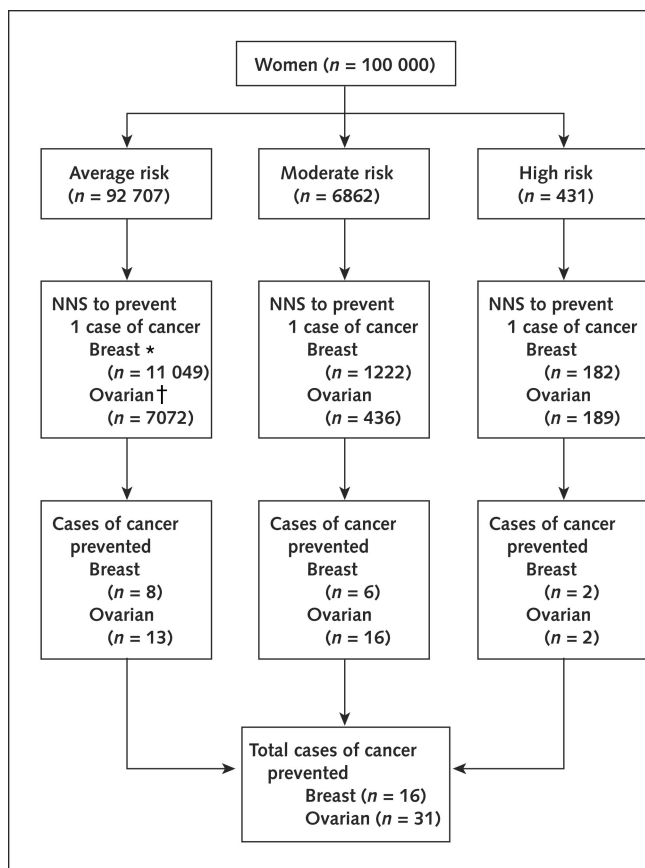 Women (n = 100 000)
Average risk
(n = 92 707)
Moderate risk
(n = 6862)
High risk
(n = 431)
NNS to prevent
1 case of cancer
Breast *
(n = 11 049)
Ovarian†
(n = 7072)
NNS to prevent
1 case of cancer
Breast
(n = 1222)
Ovarian
(n = 436)
NNS to prevent
1 case of cancer
Breast
(n = 182)
Ovarian
(n = 189)
Cases of cancer
prevented
Breast
(n = 8)
Ovarian
(n = 13)
Cases of cancer
prevented
Breast
(n = 6)
Ovarian
(n = 16)
Cases of cancer
prevented
Breast
(n = 2)
Ovarian
(n = 2)
Total cases of cancer
prevented
Breast (n = 16)
Ovarian (n = 31)